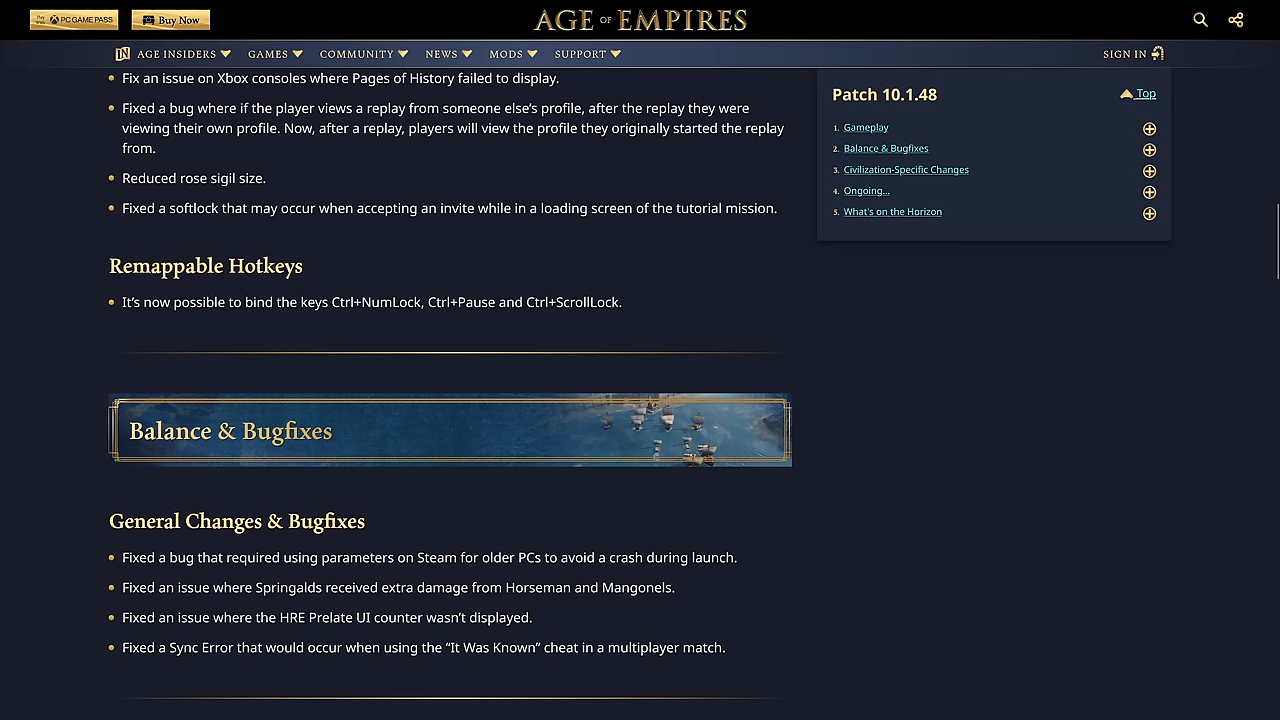 PC GAME PASS
Buy Now
AGE OF EMPIRES
AGE INSIDERS
GAMES
COMMUNITY
NEWS
MODS
SUPPORT
SIGN IN
Fix an issue on Xbox consoles where Pages of History failed to display.
Fixed a bug where if the player views a replay from someone else’s profile, after the replay they were
viewing their own profile. Now, after a replay, players will view the profile they originally started the replay
from.
Reduced rose sigil size.
Fixed a softlock that may occur when accepting an invite while in a loading screen of the tutorial mission.
Remappable Hotkeys
It’s now possible to bind the keys Ctrl+NumLock, Ctrl+Pause and Ctrl+ScrollLock.
Balance & Bugfixes
General Changes & Bugfixes
Fixed a bug that required using parameters on Steam for older PCs to avoid a crash during launch.
Fixed an issue where Springalds received extra damage from Horseman and Mangonels.
Fixed an issue where the HRE Prelate UI counter wasn’t displayed.
Fixed a Sync Error that would occur when using the “It Was Known” cheat in a multiplayer match.
Patch 10.1.48
Top
1. Gameplay
2. Balance & Bugfixes
3. Civilization-Specific Changes
4. Ongoing...
5. What's on the Horizon